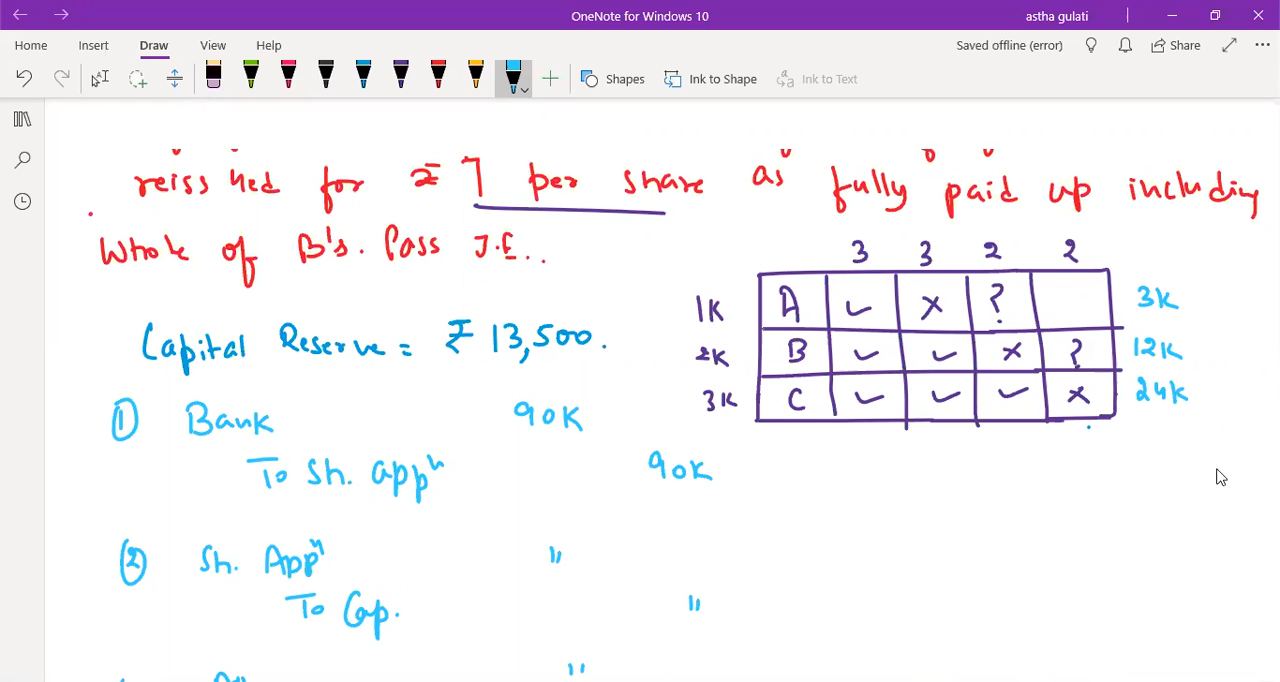 OneNote for Windows 10
astha gulati
Home Insert Draw View Help
Saved offline (error) Share
Shapes Ink to Shape Ink to Text
reissued for ₹ 7 per share as fully paid up including
Whole of B's. Pass J.E..
3 3 2 2
1K A ✓ × ? 3K
2K B ✓ ✓ × ? 12K
3K C ✓ ✓ ✓ × 24K
Capital Reserve = ₹ 13,500.
① Bank 90K
To Sh. appⁿ 90K
② Sh. Appⁿ "
To Cap. "
"